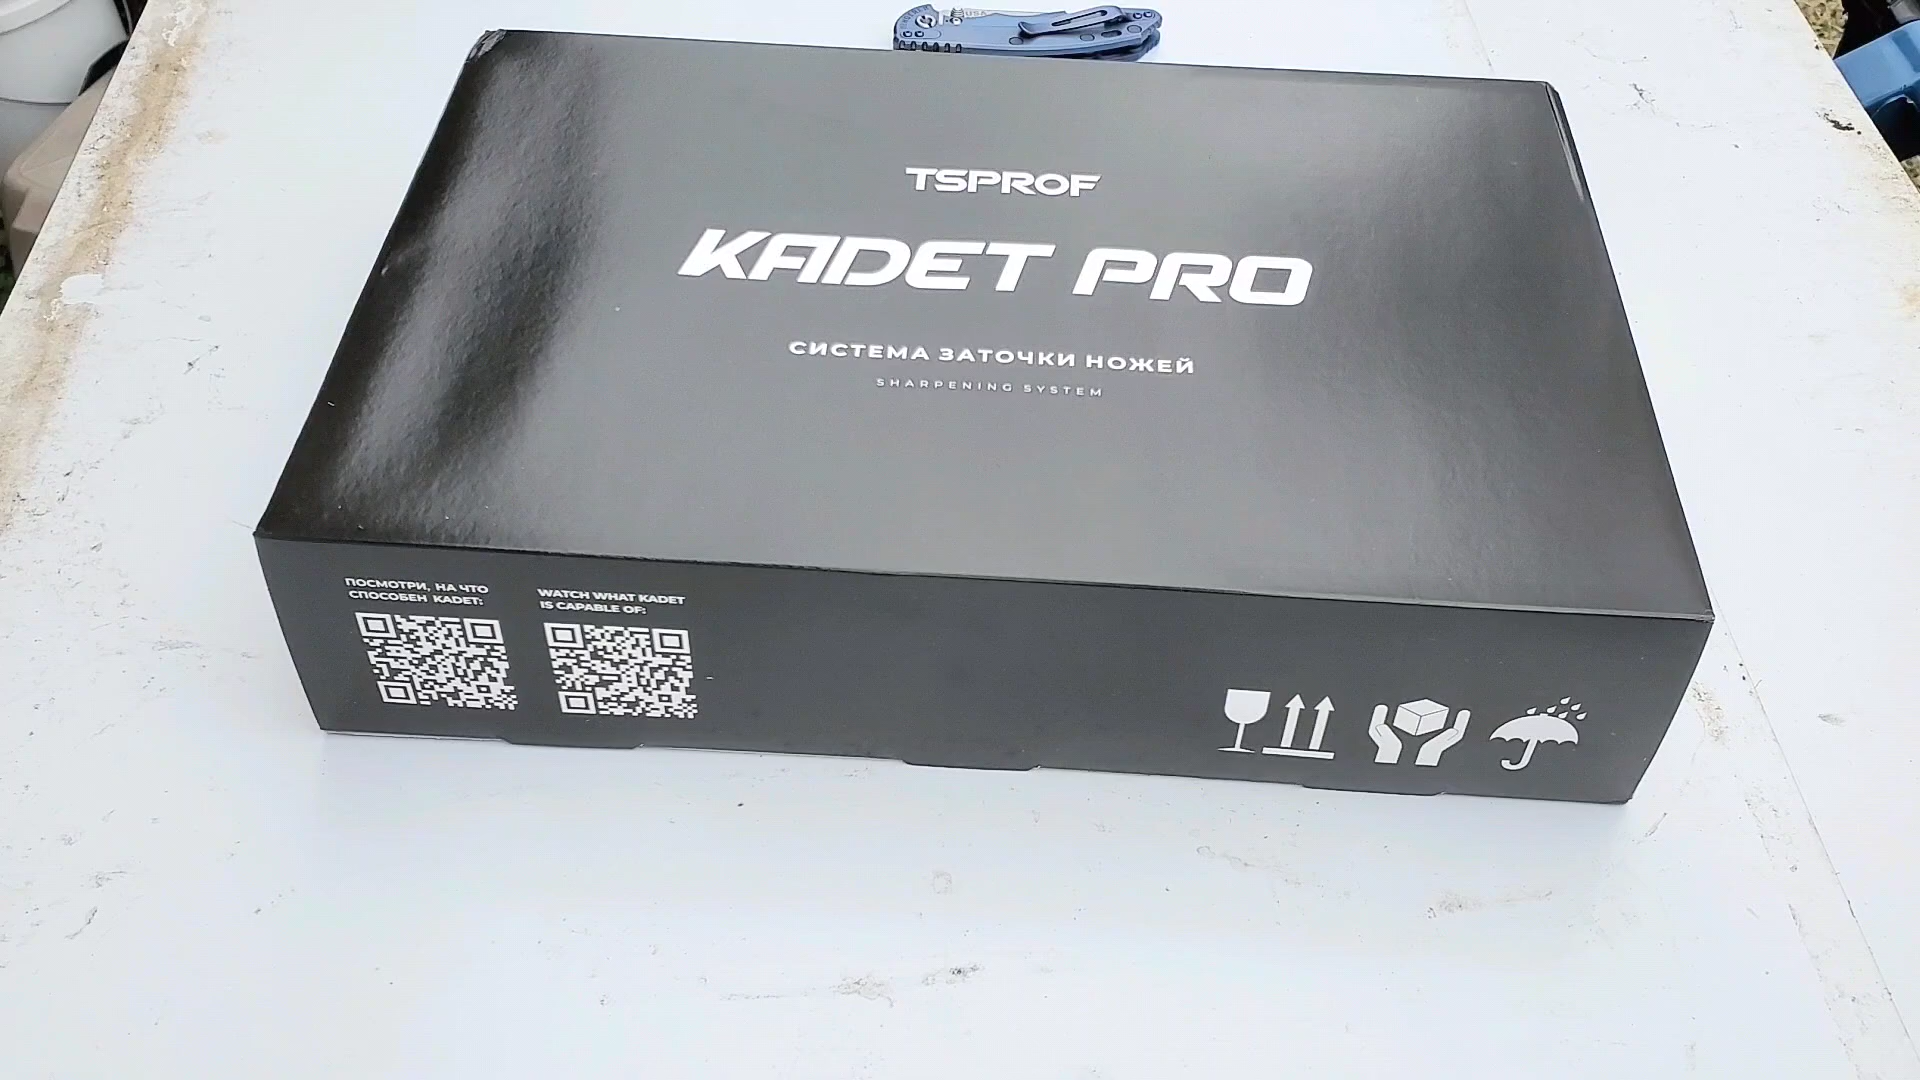 USA
TSPROF
KADET PRO
СИСТЕМА ЗАТОЧКИ НОЖЕЙ
SHARPENING SYSTEM
ПОСМОТРИ, НА ЧТО
СПОСОБЕН KADET:
WATCH WHAT KADET
IS CAPABLE OF: